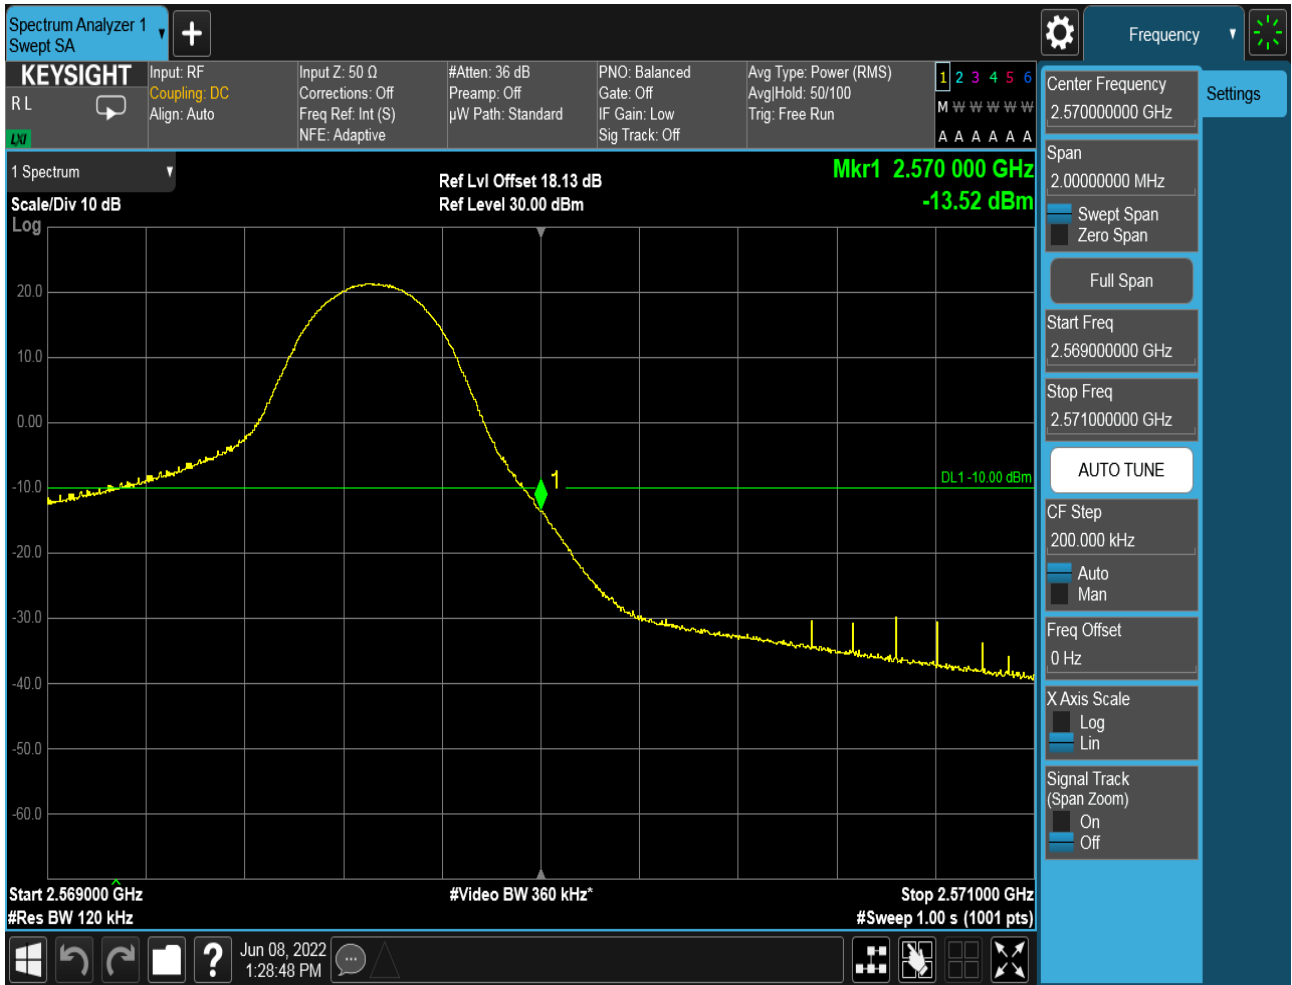 Spectrum Analyzer 1
Swept SA
Frequency
KEYSIGHT
R L
LXI
Input: RF
Coupling: DC
Align: Auto
Input Z: 50 Ω
Corrections: Off
Freq Ref: Int (S)
NFE: Adaptive
#Atten: 36 dB
Preamp: Off
µW Path: Standard
PNO: Balanced
Gate: Off
IF Gain: Low
Sig Track: Off
Avg Type: Power (RMS)
Avg|Hold: 50/100
Trig: Free Run
1 2 3 4 5 6
M W W W W W
A A A A A A
1 Spectrum
Scale/Div 10 dB
Log
Ref Lvl Offset 18.13 dB
Ref Level 30.00 dBm
Mkr1 2.570 000 GHz
-13.52 dBm
20.0
10.0
0.00
-10.0
-20.0
-30.0
-40.0
-50.0
-60.0
1
DL1 -10.00 dBm
Start 2.569000 GHz
#Res BW 120 kHz
#Video BW 360 kHz*
Stop 2.571000 GHz
#Sweep 1.00 s (1001 pts)
Center Frequency
2.570000000 GHz
Settings
Span
2.00000000 MHz
Swept Span
Zero Span
Full Span
Start Freq
2.569000000 GHz
Stop Freq
2.571000000 GHz
AUTO TUNE
CF Step
200.000 kHz
Auto
Man
Freq Offset
0 Hz
X Axis Scale
Log
Lin
Signal Track
(Span Zoom)
On
Off
?
Jun 08, 2022
1:28:48 PM